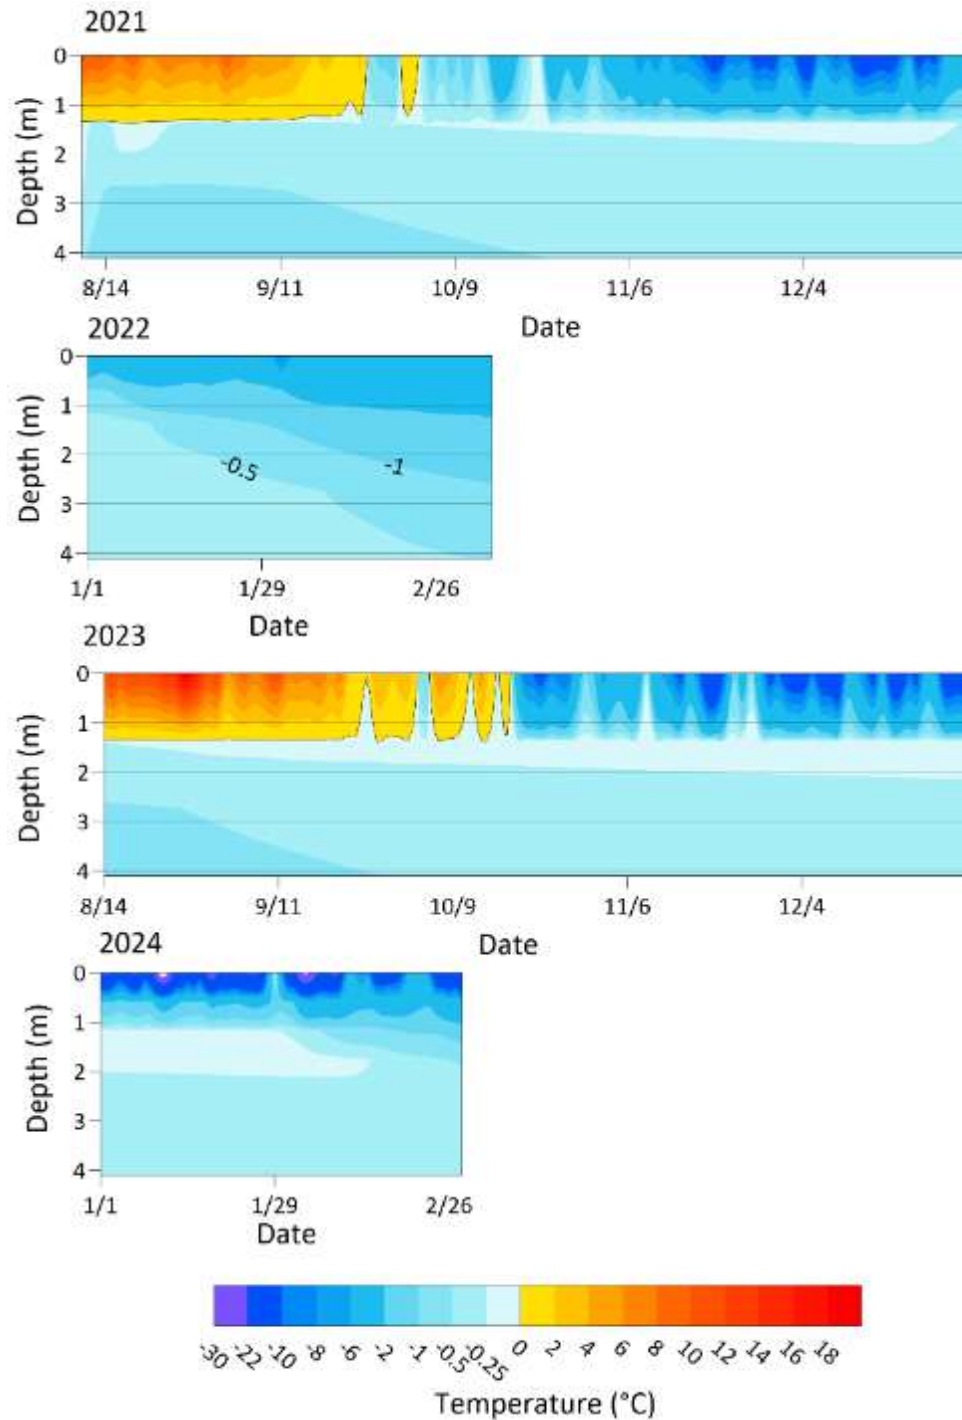 2021
0
1
2
3
4
Depth (m)
8/14 9/11 10/9 11/6 12/4
Date
2022
0
1
2
3
4
Depth (m)
-0.5 -1
1/1 1/29 2/26
Date
2023
0
1
2
3
4
Depth (m)
8/14 9/11 10/9 11/6 12/4
Date
2024
0
1
2
3
4
Depth (m)
1/1 1/29 2/26
Date
-30 -22 -10 -8 -6 -2 -1 -0.5 -0.25 0 2 4 6 8 10 12 14 16 18
Temperature (°C)